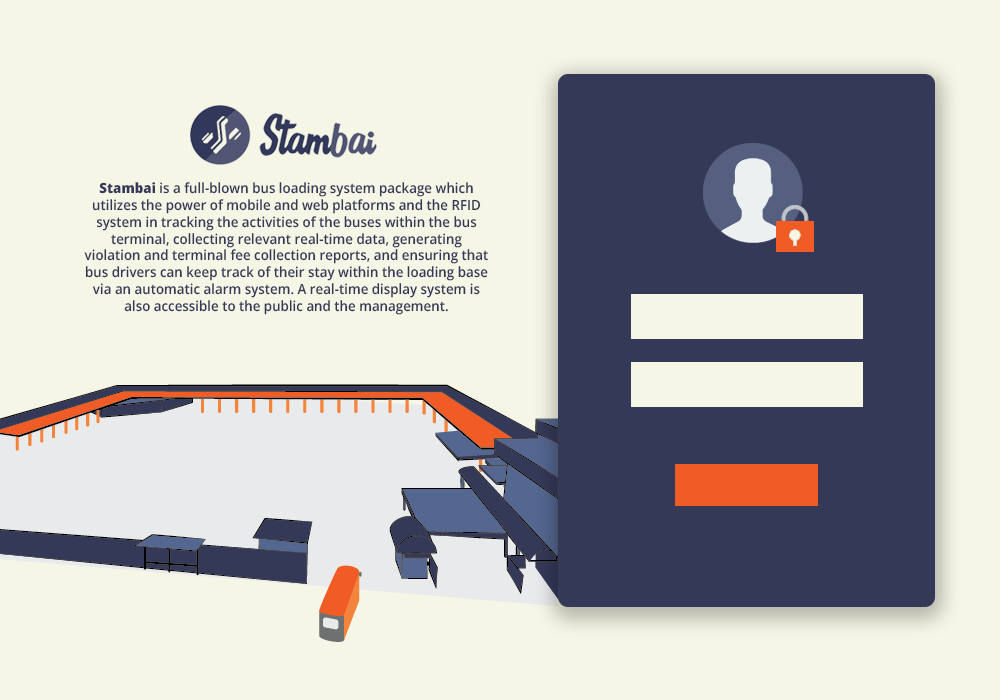 Stambai
Stambai is a full-blown bus loading system package which
utilizes the power of mobile and web platforms and the RFID
system in tracking the activities of the buses within the bus
terminal, collecting relevant real-time data, generating
violation and terminal fee collection reports, and ensuring that
bus drivers can keep track of their stay within the loading base
via an automatic alarm system. A real-time display system is
also accessible to the public and the management.